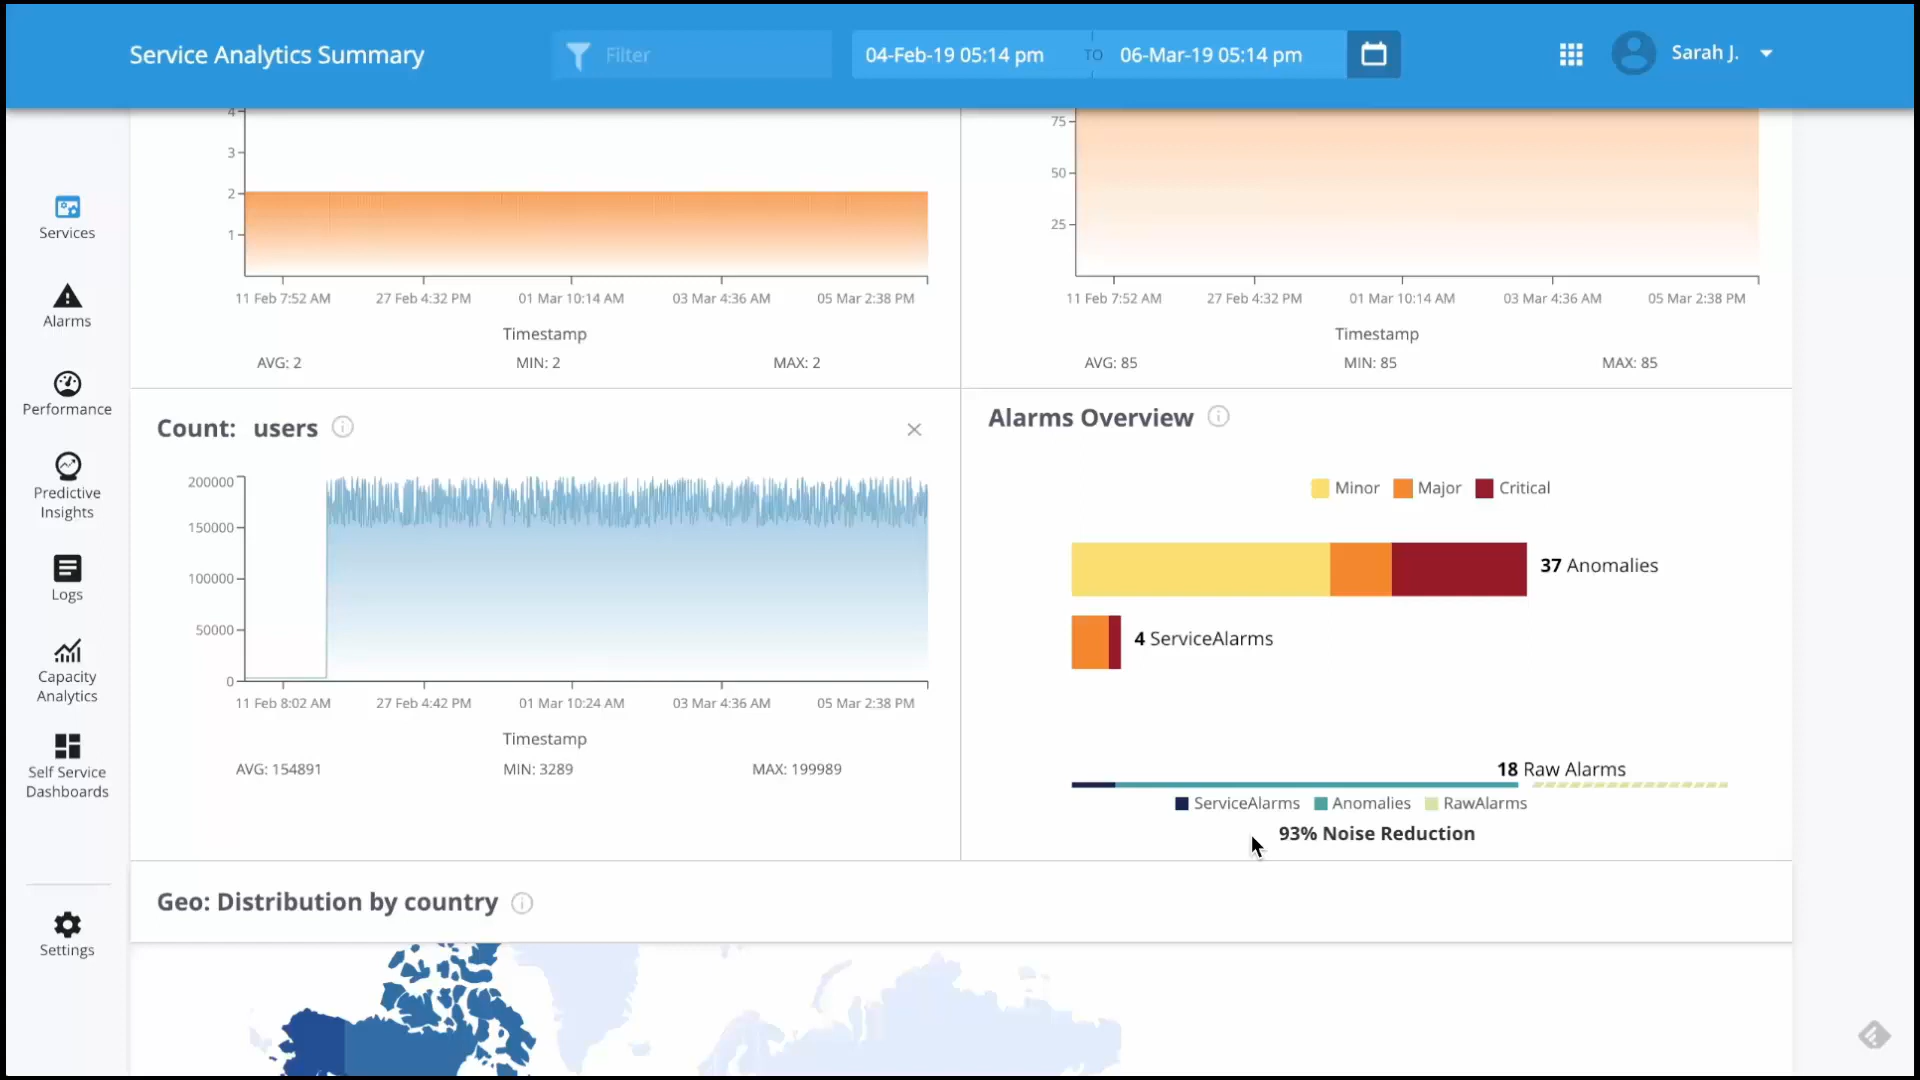 Service Analytics Summary
Filter
04-Feb-19 05:14 pm TO 06-Mar-19 05:14 pm
Sarah J.
Services
Alarms
Performance
Predictive
Insights
Logs
Capacity
Analytics
Self Service
Dashboards
Settings
4
3
2
1
11 Feb 7:52 AM 27 Feb 4:32 PM 01 Mar 10:14 AM 03 Mar 4:36 AM 05 Mar 2:38 PM
Timestamp
AVG: 2 MIN: 2 MAX: 2
75
50
25
11 Feb 7:52 AM 27 Feb 4:32 PM 01 Mar 10:14 AM 03 Mar 4:36 AM 05 Mar 2:38 PM
Timestamp
AVG: 85 MIN: 85 MAX: 85
Count: users
200000
150000
100000
50000
0
11 Feb 8:02 AM 27 Feb 4:42 PM 01 Mar 10:24 AM 03 Mar 4:36 AM 05 Mar 2:38 PM
Timestamp
AVG: 154891 MIN: 3289 MAX: 199989
Alarms Overview
Minor Major Critical
37 Anomalies
4 ServiceAlarms
18 Raw Alarms
ServiceAlarms Anomalies RawAlarms
93% Noise Reduction
Geo: Distribution by country